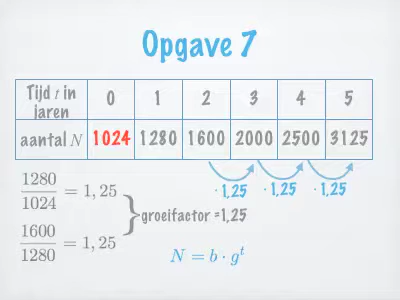 Opgave 7
Tijd t in jaren 0 1 2 3 4 5
aantal N 1024 1280 1600 2000 2500 3125
· 1,25 · 1,25 · 1,25
1280/1024 = 1,25
1600/1280 = 1,25
} groeifactor =1,25
N = b · g^t